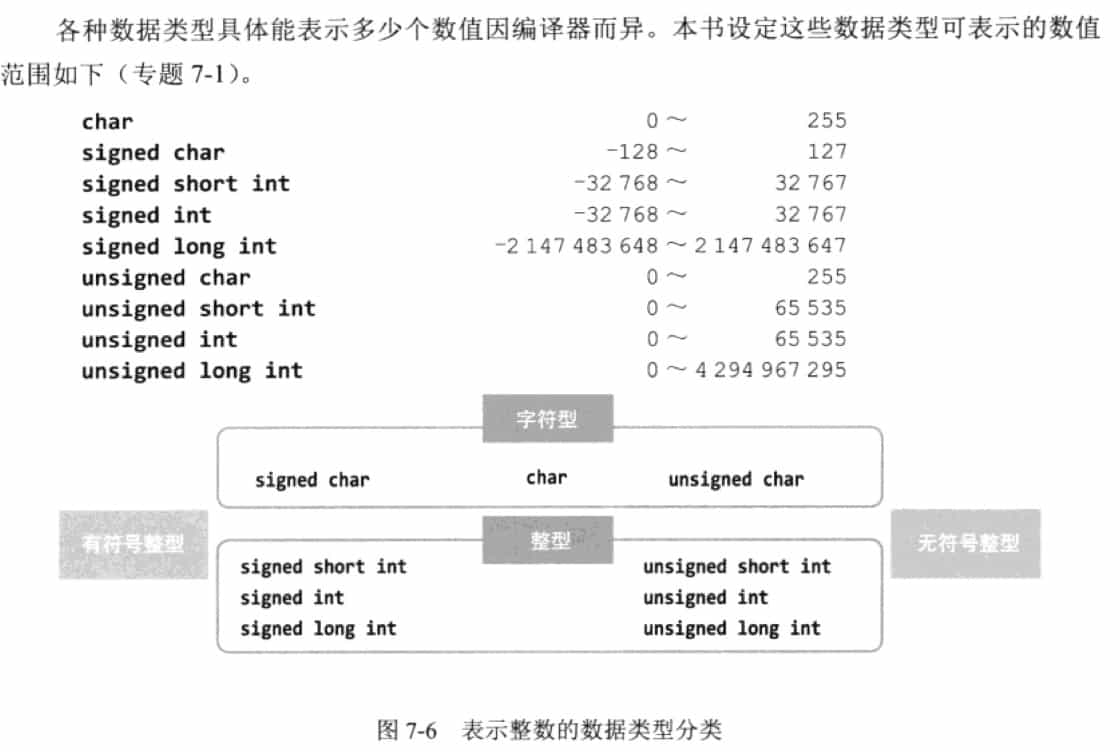 各种数据类型具体能表示多少个数值因编译器而异。本书设定这些数据类型可表示的数值
范围如下（专题 7-1）。
char 0 ～ 255
signed char -128 ～ 127
signed short int -32 768 ～ 32 767
signed int -32 768 ～ 32 767
signed long int -2 147 483 648 ～ 2 147 483 647
unsigned char 0 ～ 255
unsigned short int 0 ～ 65 535
unsigned int 0 ～ 65 535
unsigned long int 0 ～ 4 294 967 295
字符型
signed char char unsigned char
有符号整型
整型
无符号整型
signed short int unsigned short int
signed int unsigned int
signed long int unsigned long int
图 7-6 表示整数的数据类型分类